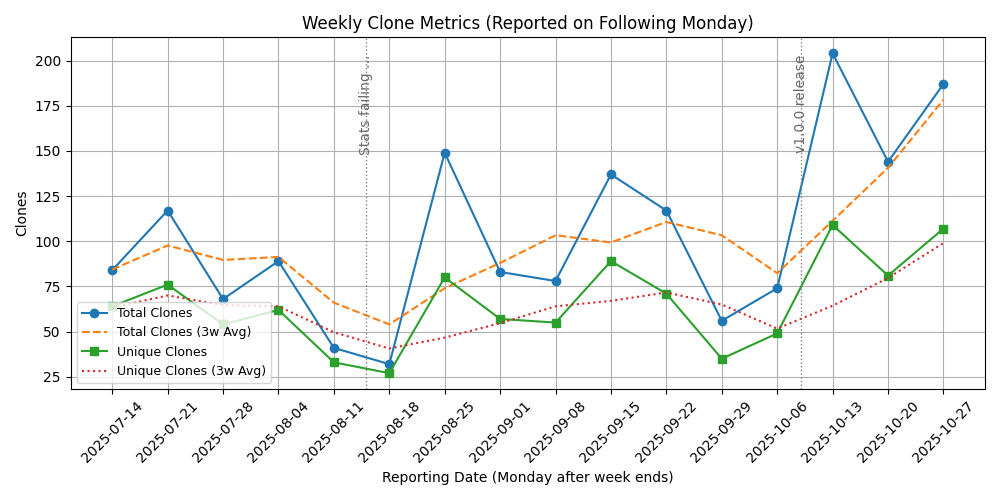 Weekly Clone Metrics (Reported on Following Monday)
Clones
200
175
150
125
100
75
50
25
Stats failing ...
v1.0.0 release
Total Clones
Total Clones (3w Avg)
Unique Clones
Unique Clones (3w Avg)
2025-07-14
2025-07-21
2025-07-28
2025-08-04
2025-08-11
2025-08-18
2025-08-25
2025-09-01
2025-09-08
2025-09-15
2025-09-22
2025-09-29
2025-10-06
2025-10-13
2025-10-20
2025-10-27
Reporting Date (Monday after week ends)